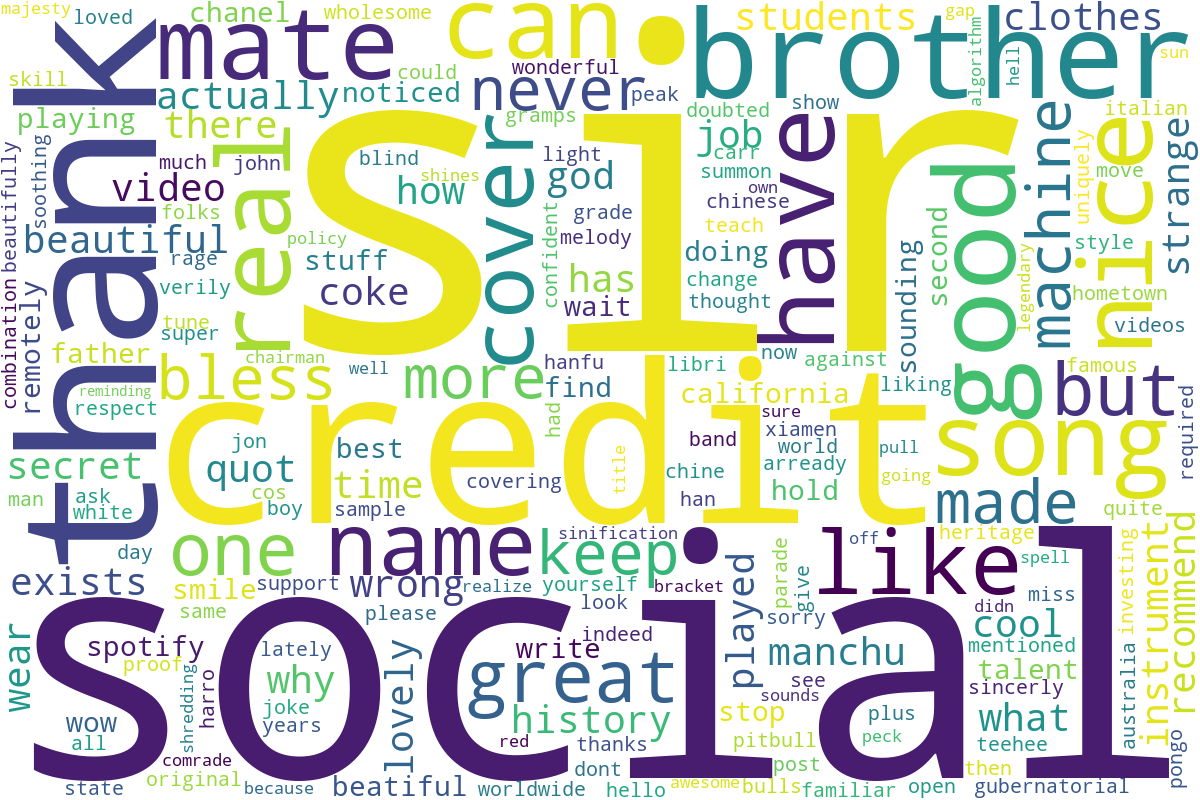 majesty
chanel
wholesome
can
students
gap
clothes
loved
mate
brother
sun
skill
could
wonderful
algorithm
hell
thank
actually
noticed
never
peak
doubted
show
italian
playing
there
gramps
sir
job
have
machine
nice
strange
soothing
much
john
blind
cover
light
god
carr
summon
own
chinese
good
uniquely
move
beautifully
video
real
shines
how
folks
grade
teach
beautiful
policy
confident
melody
doing
second
style
rage
stuff
sounding
legendary
verily
coke
has
change
hometown
combination
remotely
tune
super
wait
thought
videos
father
chairman
well
hanfu
libri
now
against
famous
bless
more
find
california
liking
but
reminding
respect
credit
had
sure
song
required
jon
best
band
xiamen
world
pull
secret
quot
covering
title
chine
arready
going
man
ask
cos
time
han
hold
white
boy
sample
made
quite
day
one
name
sinification
keep
off
heritage
recommend
exists
smile
support
wrong
realize
yourself
bracket
parade
like
spell
instrument
investing
same
please
look
give
didn
miss
wear
social
spotify
lately
lovely
write
indeed
played
sorry
cool
mentioned
proof
why
great
manchu
talent
shredding
harro
joke
see
sounds
sincerly
australia
wow
years
history
stop
plus
what
all
red
thanks
pitbull
peck
teehee
comrade
dont
post
then
pongo
state
original
because
beatiful
worldwide
hello
awesome
bulls
familiar
open
gubernatorial